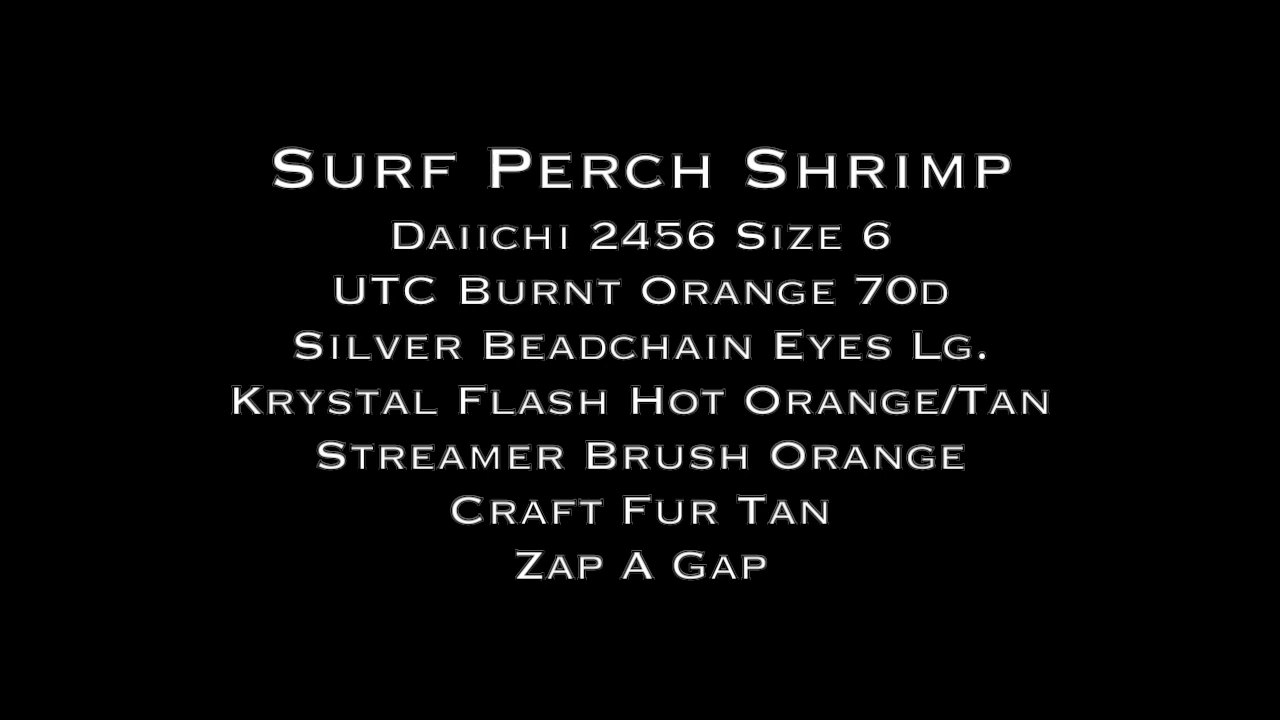 Surf Perch Shrimp
Daiichi 2456 Size 6
UTC Burnt Orange 70d
Silver Beadchain Eyes Lg.
Krystal Flash Hot Orange/Tan
Streamer Brush Orange
Craft Fur Tan
Zap A Gap